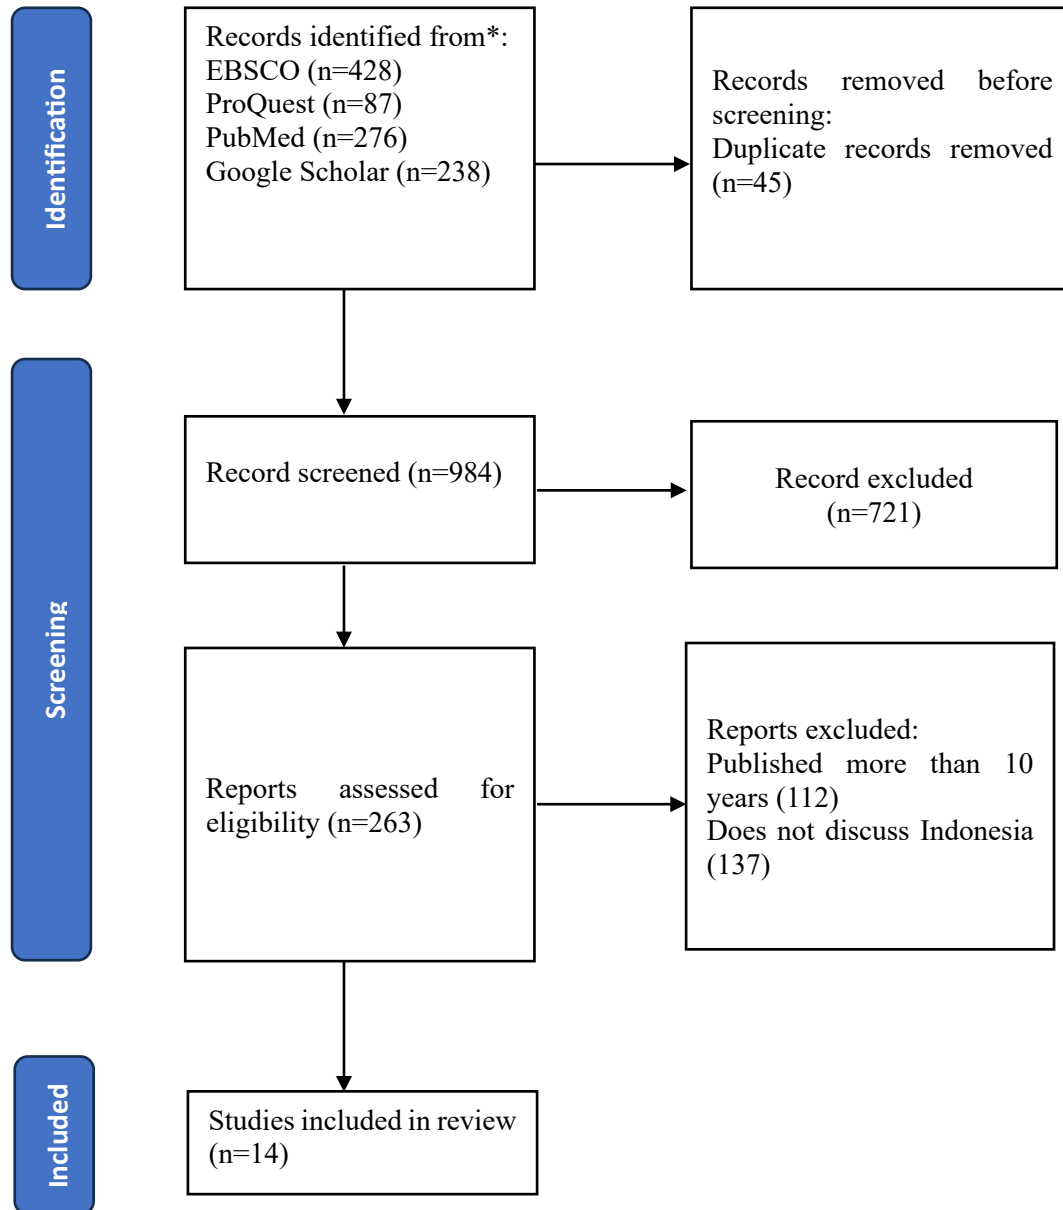 Identification
Records identified from*:
EBSCO (n=428)
ProQuest (n=87)
PubMed (n=276)
Google Scholar (n=238)
Records removed before
screening:
Duplicate records removed
(n=45)
Screening
Record screened (n=984)
Record excluded
(n=721)
Reports assessed for
eligibility (n=263)
Reports excluded:
Published more than 10
years (112)
Does not discuss Indonesia
(137)
Included
Studies included in review
(n=14)